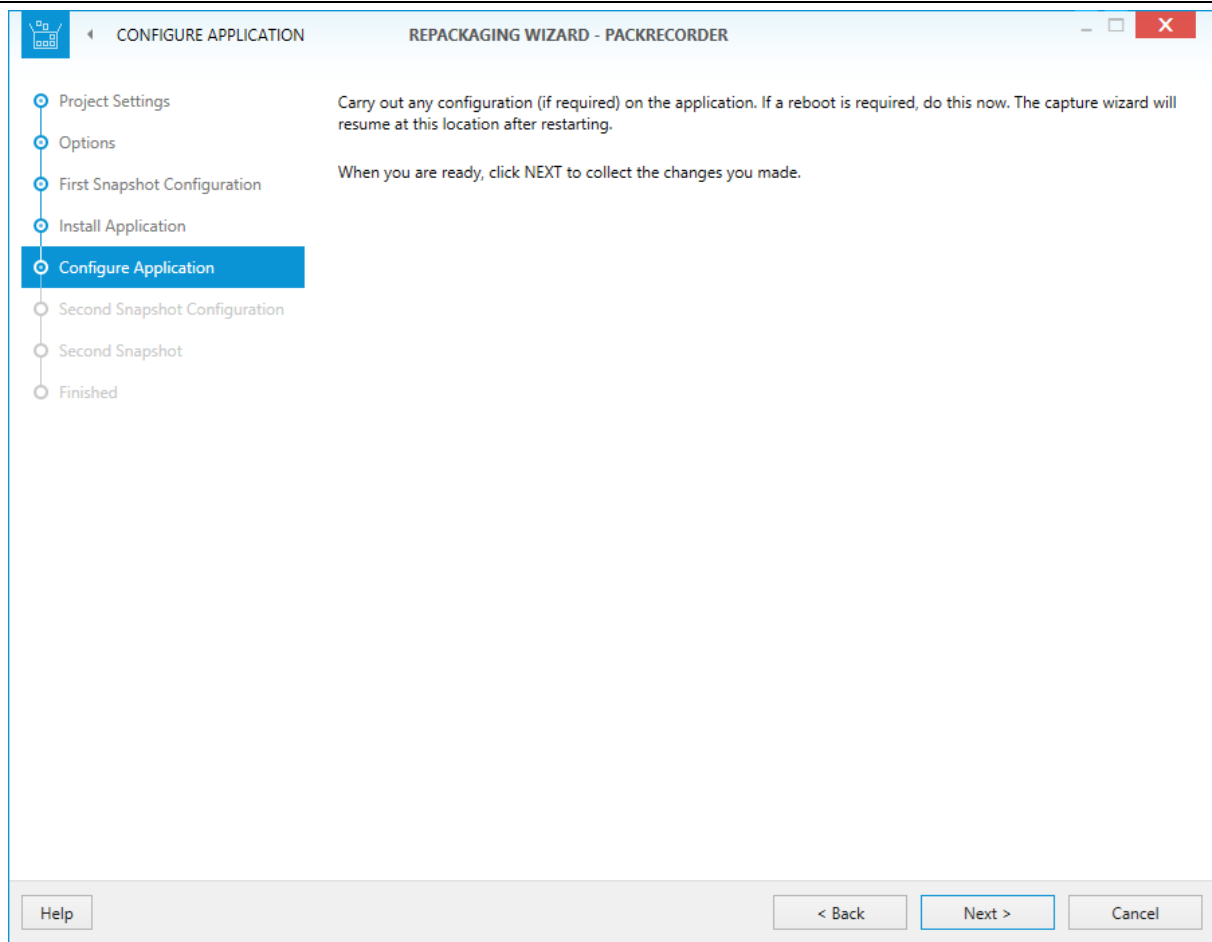 CONFIGURE APPLICATION
REPACKAGING WIZARD - PACKRECORDER
Project Settings
Options
First Snapshot Configuration
Install Application
Configure Application
Second Snapshot Configuration
Second Snapshot
Finished
Carry out any configuration (if required) on the application. If a reboot is required, do this now. The capture wizard will
resume at this location after restarting.
When you are ready, click NEXT to collect the changes you made.
Help
< Back
Next >
Cancel